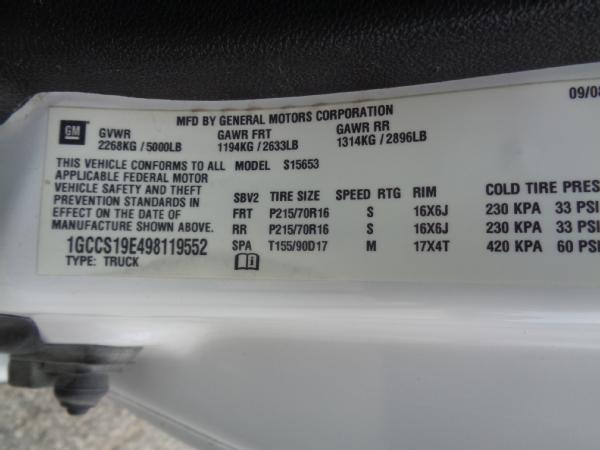 09/08
MFD BY GENERAL MOTORS CORPORATION
GM
GVWR GAWR FRT GAWR RR
2268KG / 5000LB 1194KG / 2633LB 1314KG / 2896LB
THIS VEHICLE CONFORMS TO ALL MODEL S15653
APPLICABLE FEDERAL MOTOR
VEHICLE SAFETY AND THEFT
PREVENTION STANDARDS IN
EFFECT ON THE DATE OF
MANUFACTURE SHOWN ABOVE.
1GCCS19E498119552
TYPE: TRUCK
SBV2 TIRE SIZE SPEED RTG RIM COLD TIRE PRES
FRT P215/70R16 S 16X6J 230 KPA 33 PSI
RR P215/70R16 S 16X6J 230 KPA 33 PSI
SPA T155/90D17 M 17X4T 420 KPA 60 PSI